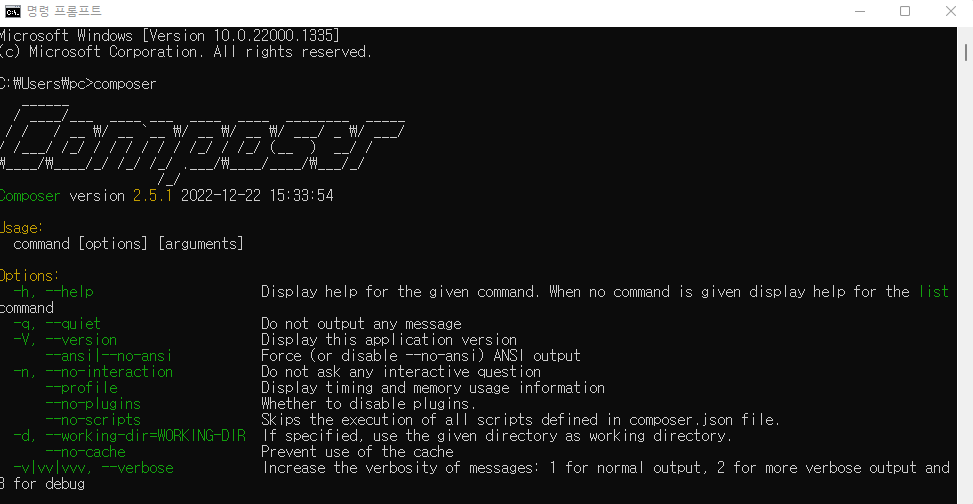 명령 프롬프트
Microsoft Windows [Version 10.0.22000.1335]
(c) Microsoft Corporation. All rights reserved.
C:₩Users₩pc>composer
   ______
  / ____/___  ____ ___  ____  ____  ________  _____
 / /   / __ ₩/ __ `__ ₩/ __ ₩/ __ ₩/ ___/ _ ₩/ ___/
/ /___/ /_/ / / / / / / /_/ / /_/ (__  )  __/ /
₩____/₩____/_/ /_/ /_/ .___/₩____/____/₩___/_/
                    /_/
Composer version 2.5.1 2022-12-22 15:33:54
Usage:
command [options] [arguments]
Options:
-h, --help Display help for the given command. When no command is given display help for the list
command
-q, --quiet Do not output any message
-V, --version Display this application version
--ansi|--no-ansi Force (or disable --no-ansi) ANSI output
-n, --no-interaction Do not ask any interactive question
--profile Display timing and memory usage information
--no-plugins Whether to disable plugins.
--no-scripts Skips the execution of all scripts defined in composer.json file.
-d, --working-dir=WORKING-DIR If specified, use the given directory as working directory.
--no-cache Prevent use of the cache
-v|vv|vvv, --verbose Increase the verbosity of messages: 1 for normal output, 2 for more verbose output and
3 for debug